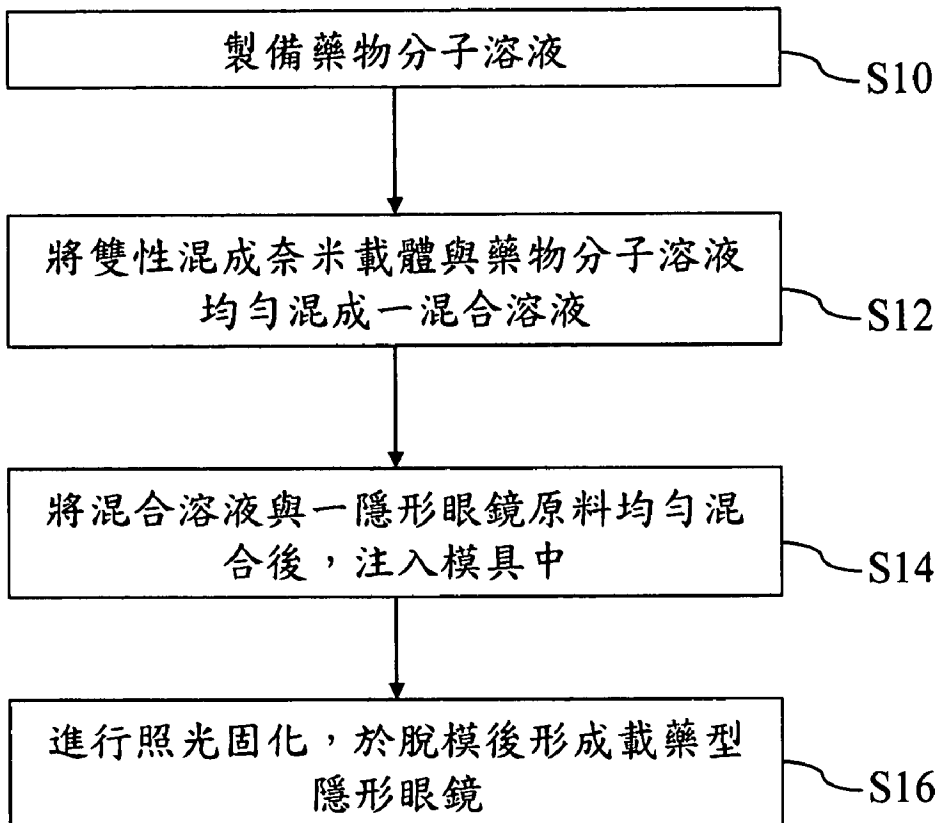 製備藥物分子溶液
S10
將雙性混成奈米載體與藥物分子溶液
均勻混成一混合溶液
S12
將混合溶液與一隱形眼鏡原料均勻混
合後，注入模具中
S14
進行照光固化，於脫模後形成載藥型
隱形眼鏡
S16